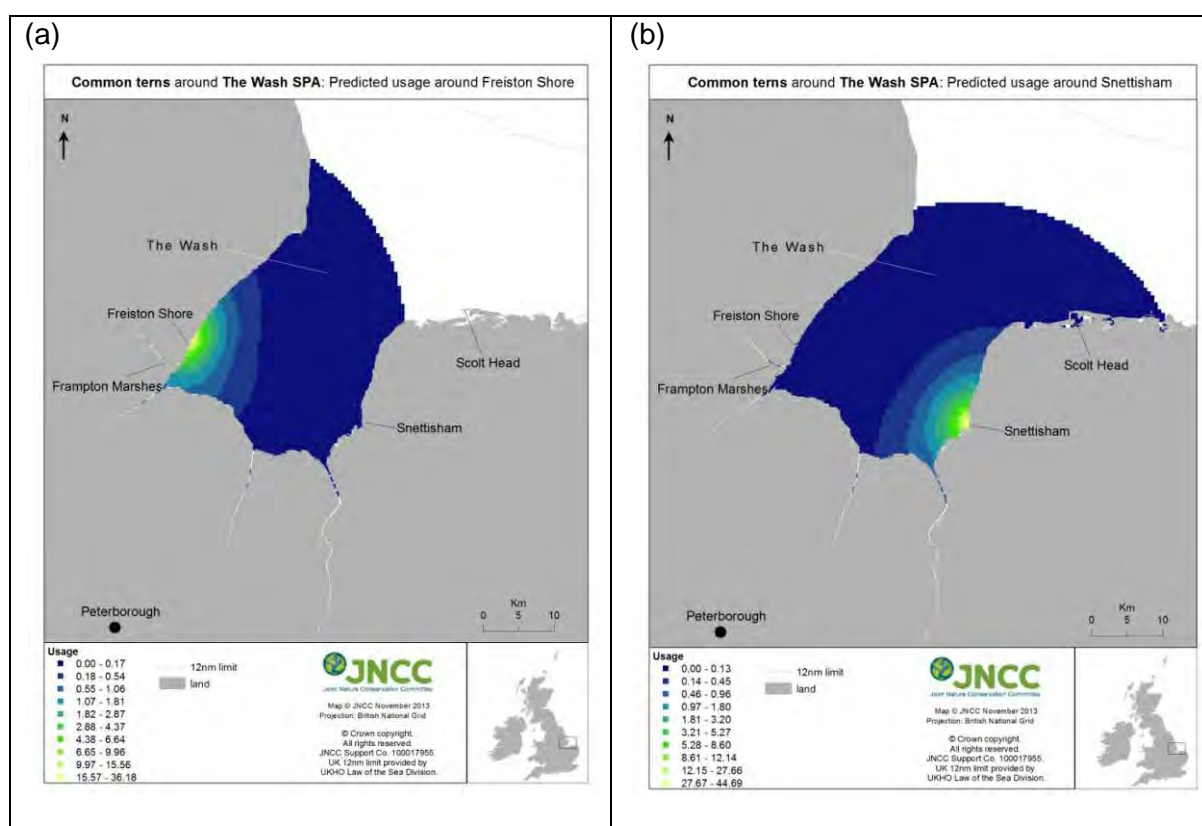 (a)
Common terns around The Wash SPA: Predicted usage around Freiston Shore
N
The Wash
Freiston Shore
Frampton Marshes
Scolt Head
Snettisham
Peterborough
Km
0 5 10
Usage
0.00 - 0.17
0.18 - 0.54
0.55 - 1.06
1.07 - 1.81
1.82 - 2.87
2.88 - 4.37
4.38 - 6.64
6.65 - 9.96
9.97 - 15.56
15.57 - 36.18
12nm limit
land
JNCC
Joint Nature Conservation Committee
Map © JNCC November 2013
Projection: British National Grid
© Crown copyright.
All rights reserved.
JNCC Support Co. 100017955.
UK 12nm limit provided by
UKHO Law of the Sea Division.
(b)
Common terns around The Wash SPA: Predicted usage around Snettisham
N
The Wash
Freiston Shore
Frampton Marshes
Scolt Head
Snettisham
Peterborough
Km
0 5 10
Usage
0.00 - 0.13
0.14 - 0.45
0.46 - 0.96
0.97 - 1.80
1.81 - 3.20
3.21 - 5.27
5.28 - 8.60
8.61 - 12.14
12.15 - 27.66
27.67 - 44.69
12nm limit
land
JNCC
Joint Nature Conservation Committee
Map © JNCC November 2013
Projection: British National Grid
© Crown copyright.
All rights reserved.
JNCC Support Co. 100017955.
UK 12nm limit provided by
UKHO Law of the Sea Division.